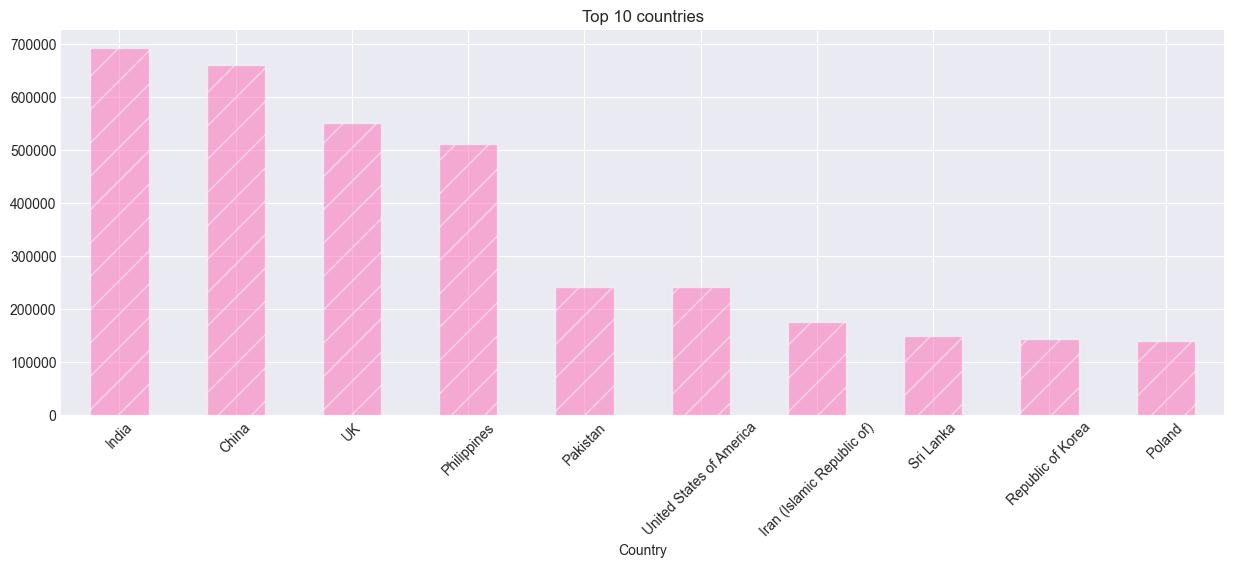 Top 10 countries
700000
600000
500000
400000
300000
200000
100000
0
India
China
UK
Philippines
Pakistan
United States of America
Iran (Islamic Republic of)
Sri Lanka
Republic of Korea
Poland
Country